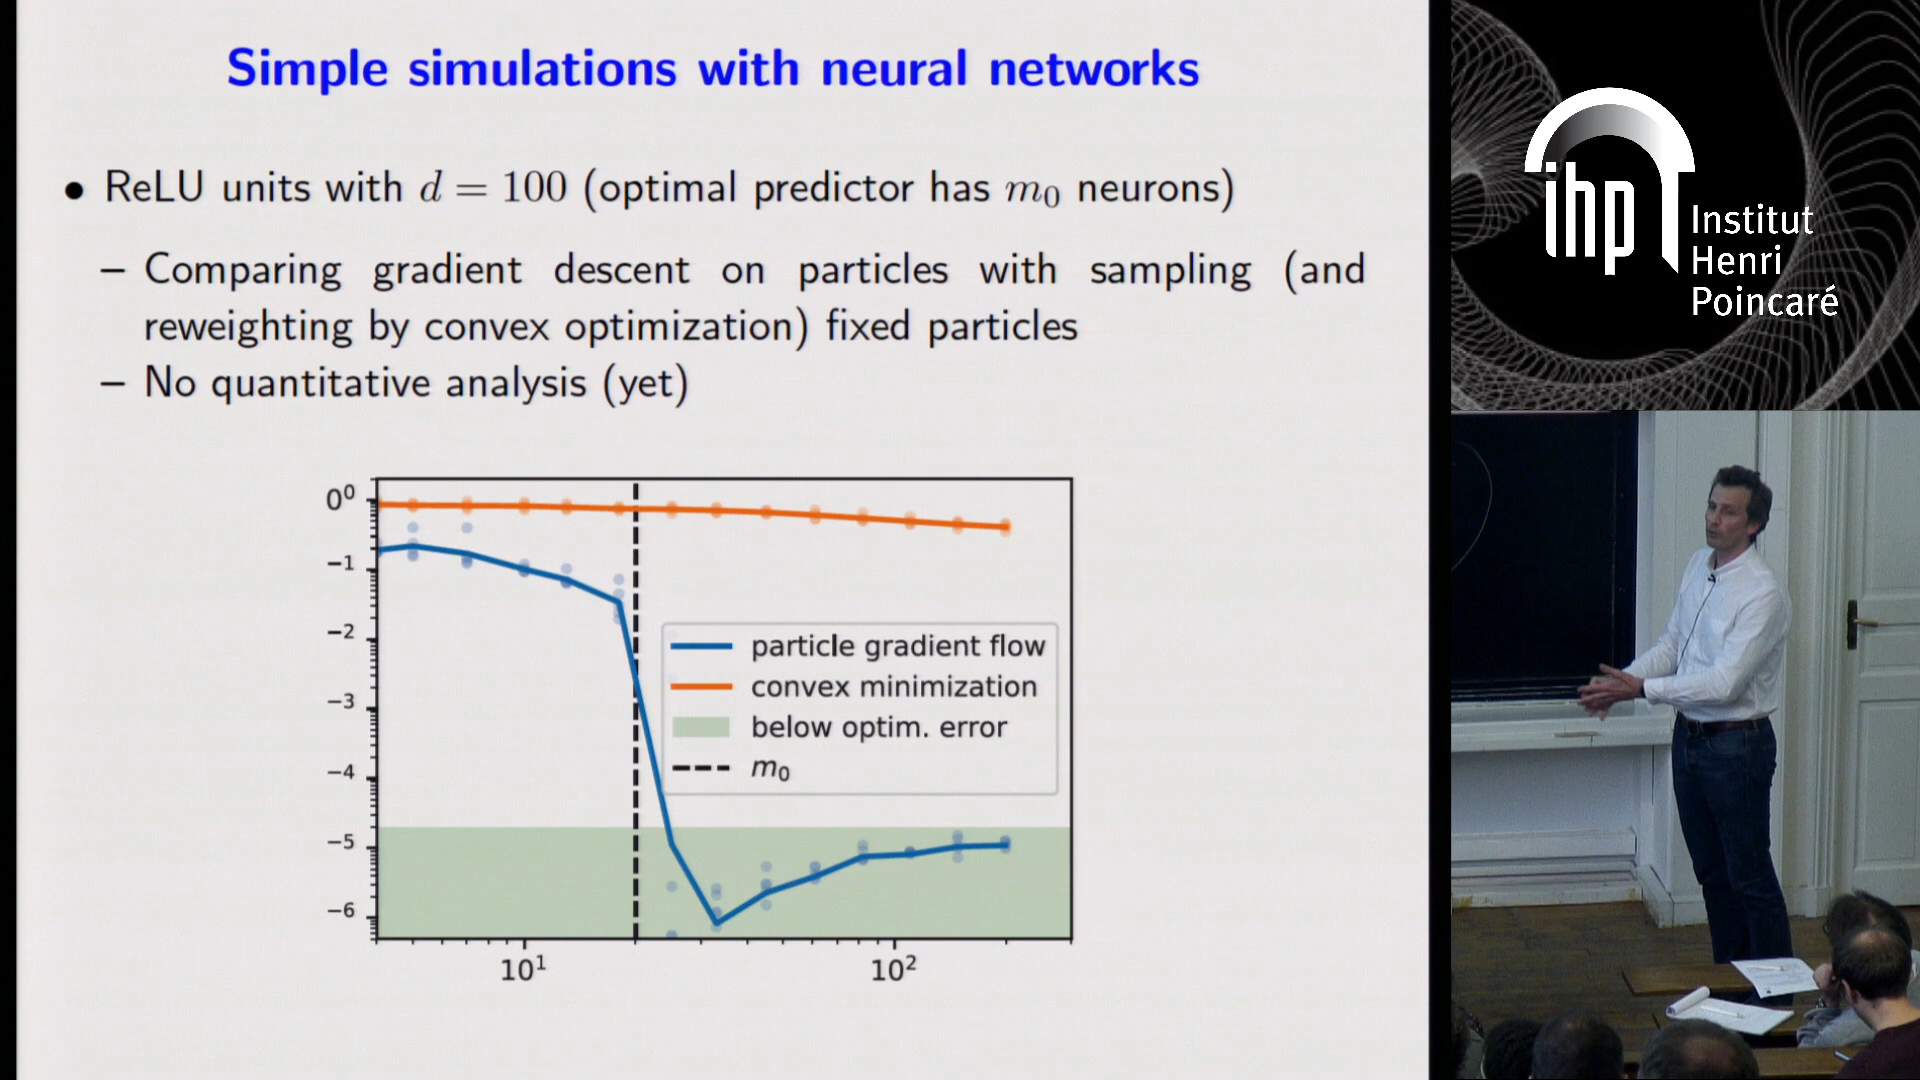 Simple simulations with neural networks
• ReLU units with d = 100 (optimal predictor has m₀ neurons)
– Comparing gradient descent on particles with sampling (and
reweighting by convex optimization) fixed particles
– No quantitative analysis (yet)
0⁰
−1
−2
−3
−4
−5
−6
10¹
10²
particle gradient flow
convex minimization
below optim. error
m₀
ihp
Institut
Henri
Poincaré